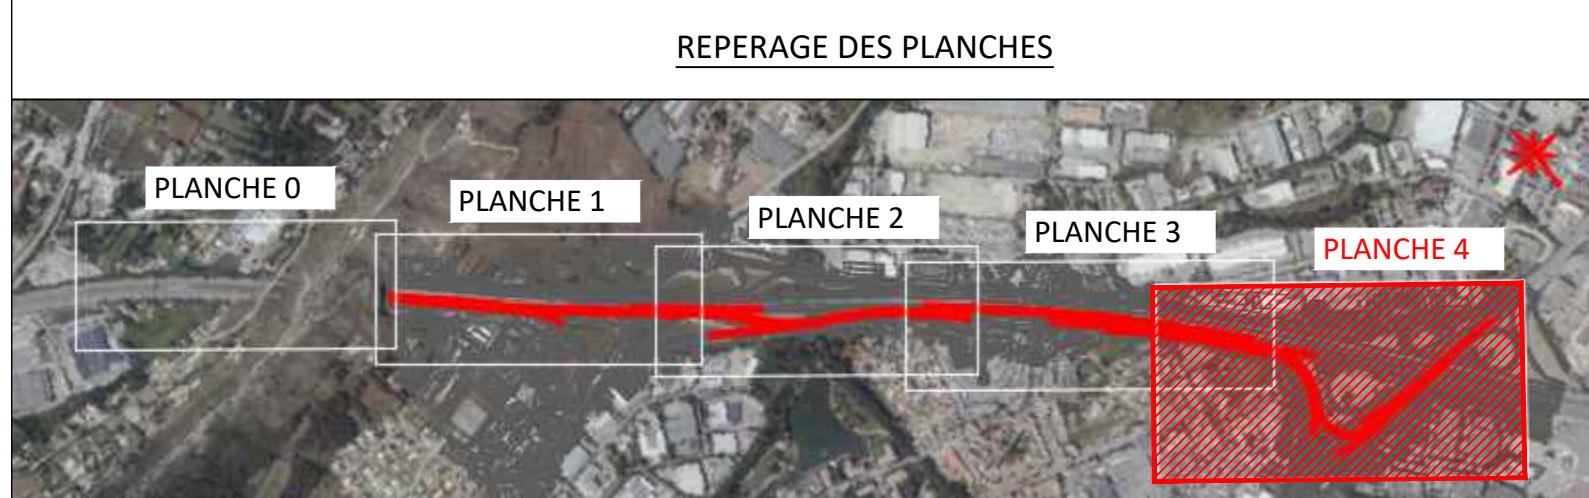 REPERAGE DES PLANCHES
PLANCHE 0
PLANCHE 1
PLANCHE 2
PLANCHE 3
PLANCHE 4